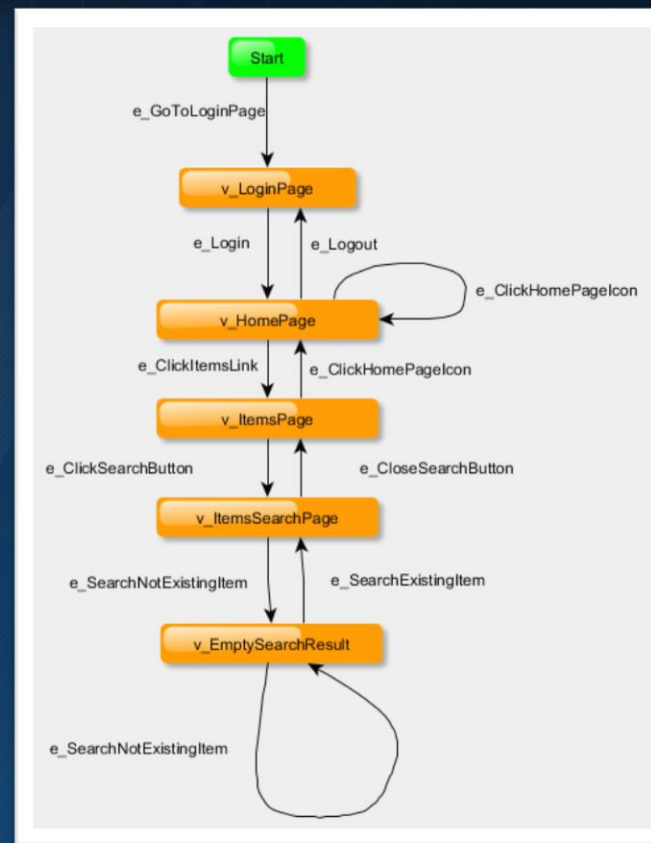 Start
e_GoToLoginPage
v_LoginPage
e_Login
e_Logout
e_ClickHomePageIcon
v_HomePage
e_ClickItemsLink
e_ClickHomePageIcon
v_ItemsPage
e_ClickSearchButton
e_CloseSearchButton
v_ItemsSearchPage
e_SearchNotExistingItem
e_SearchExistingItem
v_EmptySearchResult
e_SearchNotExistingItem